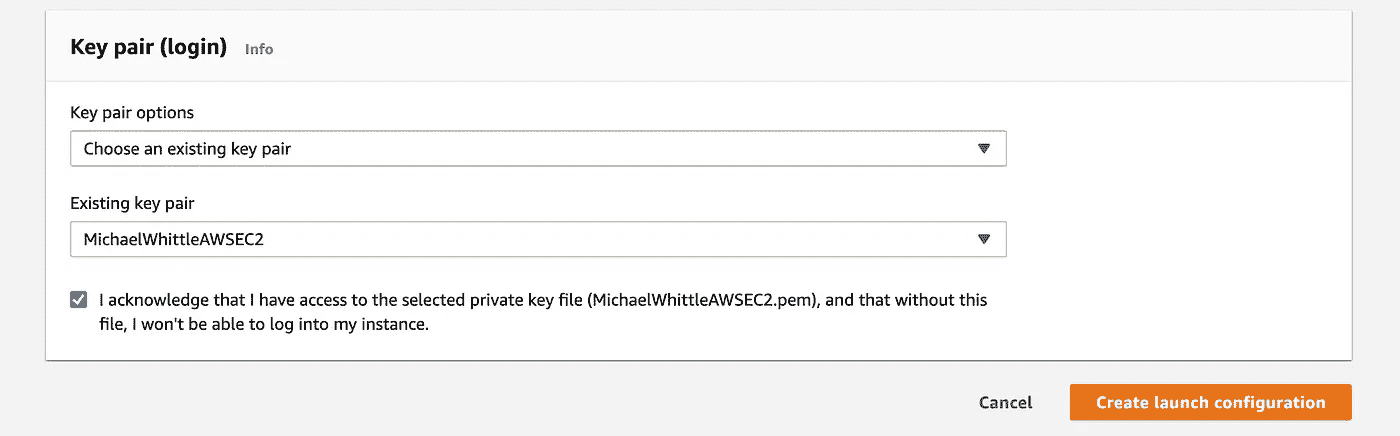 Key pair (login) Info
Key pair options
Choose an existing key pair
Existing key pair
MichaelWhittleAWSEC2
I acknowledge that I have access to the selected private key file (MichaelWhittleAWSEC2.pem), and that without this
file, I won't be able to log into my instance.
Cancel Create launch configuration